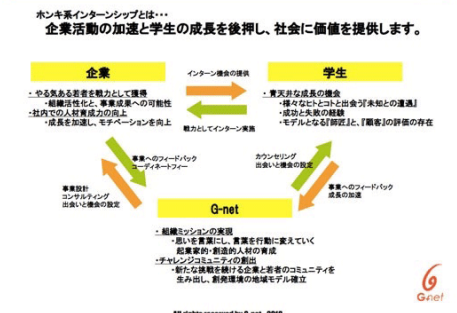 ホンキ系インターンシップとは・・・
企業活動の加速と学生の成長を後押し、社会に価値を提供します。
企業
インターン機会の提供
学生
・やる気ある若者を戦力として獲得
・組織活性化と、事業成果への可能性
・社内での人材育成力の向上
・成長を加速し、モチベーションを向上
戦力としてインターン実施
・青天井な成長の機会
・様々なヒトとコトと出会う『未知との遭遇』
・成功と失敗の経験
・モデルとなる『師匠』と、『顧客』の評価の存在
事業へのフィードバック
コーディネートフィー
カウンセリング
出会いと機会の設定
事業設計
コンサルティング
出会いと機会の設定
事業へのフィードバック
成長の加速
G-net
・組織ミッションの実現
・思いを言葉にし、言葉を行動に変えていく
起業家的・創造的人材の育成
・チャレンジコミュニティの創出
・新たな挑戦を続ける企業と若者のコミュニティを
生み出し、創発環境の地域モデル確立
G-net
All rights reserved by G-net